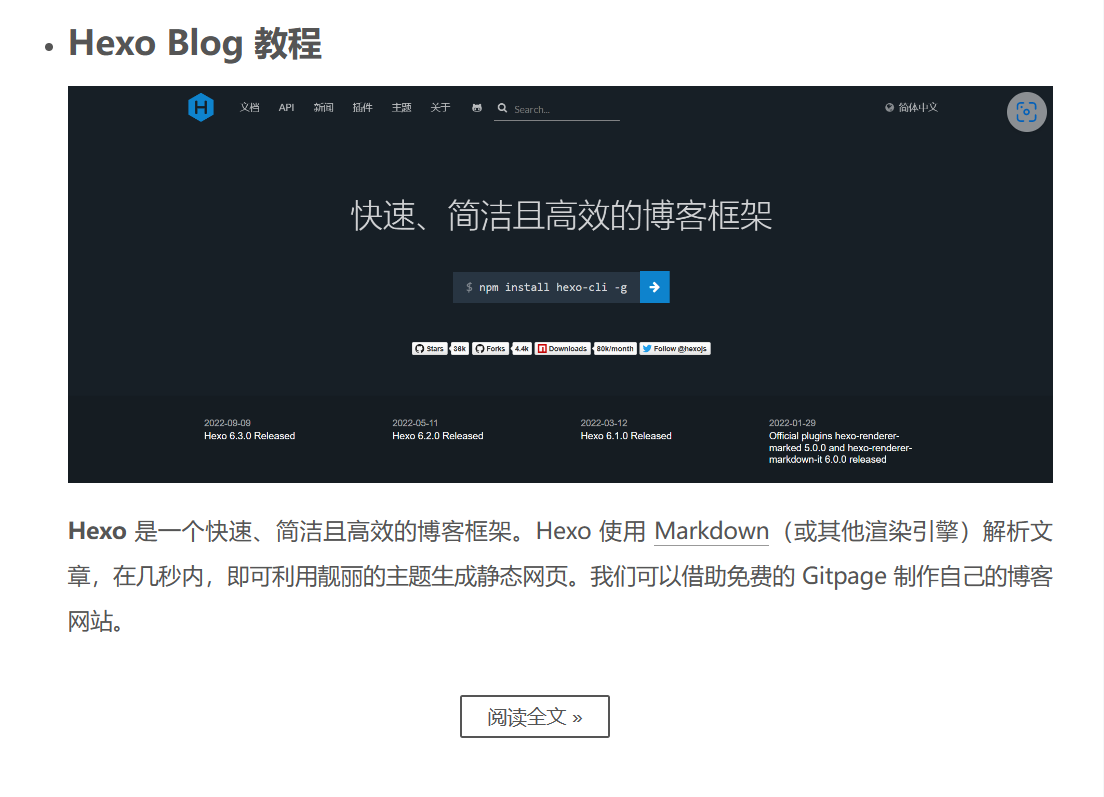 Hexo Blog 教程
文档 API 新闻 插件 主题 关于 Search... 简体中文
快速、简洁且高效的博客框架
$ npm install hexo-cli -g
Stars 36k Forks 4.4k Downloads 80k/month Follow @hexojs
2022-09-09 2022-05-11 2022-03-12 2022-01-29
Hexo 6.3.0 Released Hexo 6.2.0 Released Hexo 6.1.0 Released Official plugins hexo-renderer-
marked 5.0.0 and hexo-renderer-
markdown-it 6.0.0 released
Hexo 是一个快速、简洁且高效的博客框架。Hexo 使用 Markdown（或其他渲染引擎）解析文
章，在几秒内，即可利用靓丽的主题生成静态网页。我们可以借助免费的 Gitpage 制作自己的博客
网站。
阅读全文 »